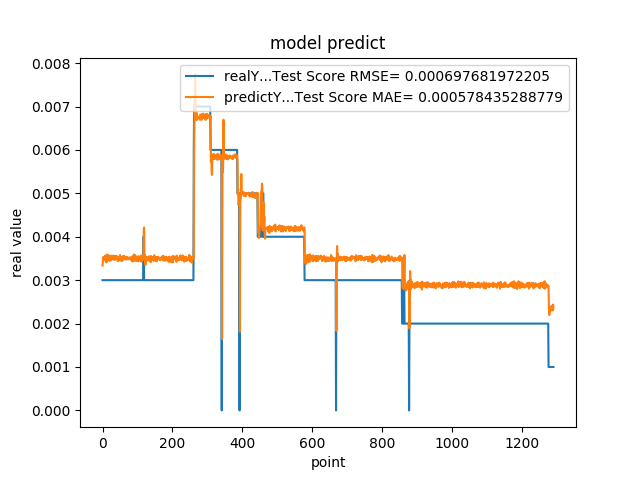 model predict
realY...Test Score RMSE= 0.000697681972205
predictY...Test Score MAE= 0.000578435288779
real value
0.008
0.007
0.006
0.005
0.004
0.003
0.002
0.001
0.000
0 200 400 600 800 1000 1200
point